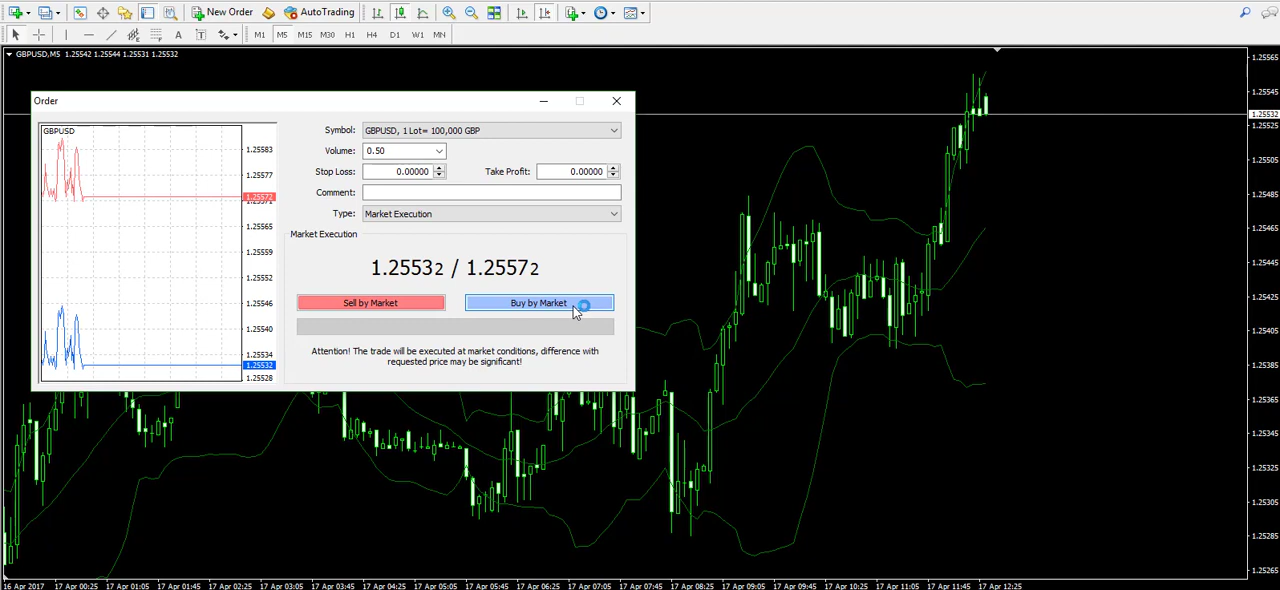 New Order
AutoTrading
A
T
M1 M5 M15 M30 H1 H4 D1 W1 MN
GBPUSD,M5 1.25542 1.25544 1.25531 1.25532
Order
GBPUSD
1.25583
1.25577
1.25572
1.25571
1.25565
1.25559
1.25552
1.25546
1.25540
1.25534
1.25532
1.25528
Symbol: GBPUSD, 1 Lot= 100,000 GBP
Volume: 0.50
Stop Loss: 0.00000 Take Profit: 0.00000
Comment:
Type: Market Execution
Market Execution
1.25532 / 1.25572
Sell by Market Buy by Market
Attention! The trade will be executed at market conditions, difference with
requested price may be significant!
1.25565
1.25545
1.25532
1.25525
1.25505
1.25485
1.25465
1.25445
1.25425
1.25405
1.25385
1.25365
1.25345
1.25325
1.25305
1.25285
1.25265
16 Apr 2017 17 Apr 00:25 17 Apr 01:05 17 Apr 01:45 17 Apr 02:25 17 Apr 03:05 17 Apr 03:45 17 Apr 04:25 17 Apr 05:05 17 Apr 05:45 17 Apr 06:25 17 Apr 07:05 17 Apr 07:45 17 Apr 08:25 17 Apr 09:05 17 Apr 09:45 17 Apr 10:25 17 Apr 11:05 17 Apr 11:45 17 Apr 12:25